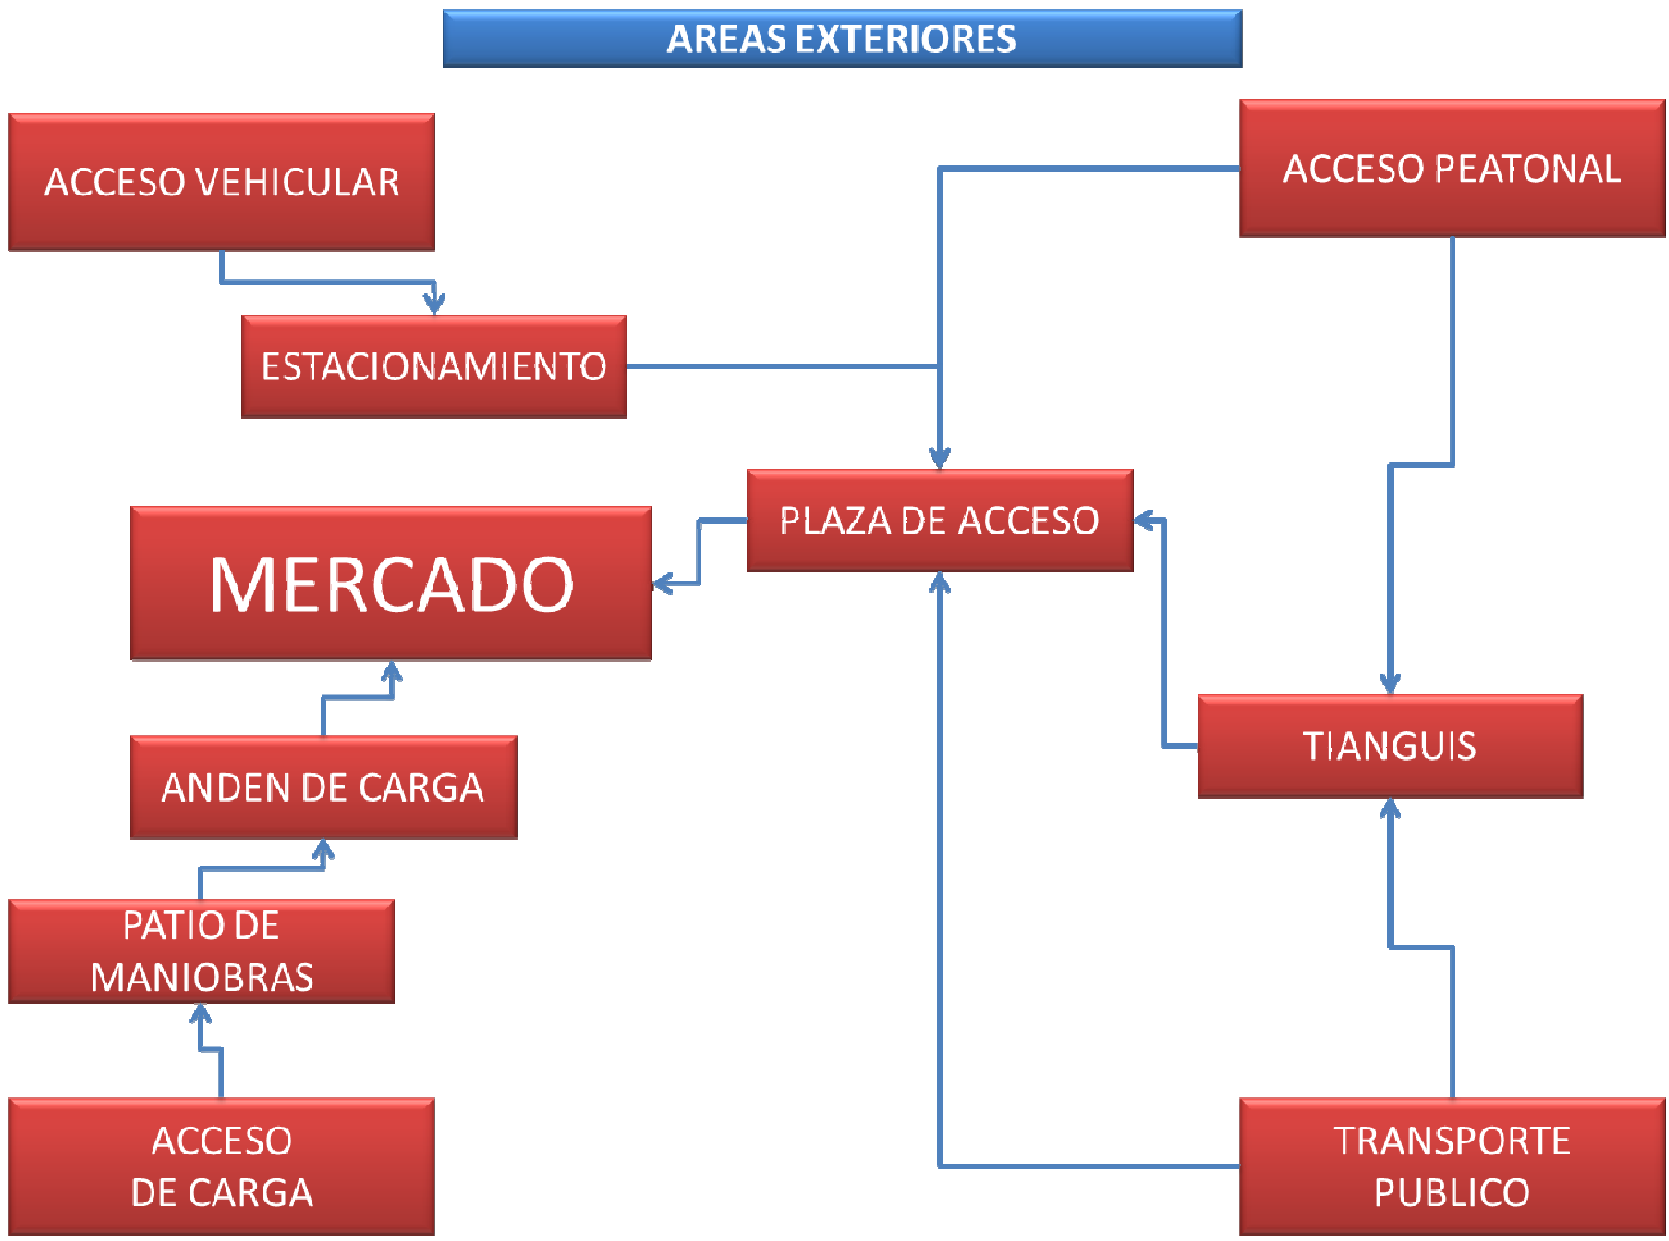 AREAS EXTERIORES
ACCESO VEHICULAR
ACCESO PEATONAL
ESTACIONAMIENTO
PLAZA DE ACCESO
MERCADO
TIANGUIS
ANDEN DE CARGA
PATIO DE
MANIOBRAS
ACCESO
DE CARGA
TRANSPORTE
PUBLICO